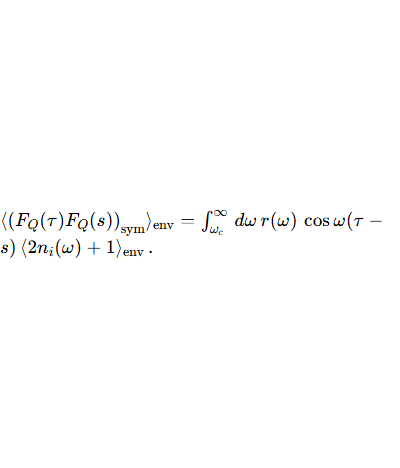 ⟨(F_Q(τ)F_Q(s))_sym⟩_env = ∫_{ω_c}^∞ dω r(ω) cos ω(τ −
s) ⟨2n_i(ω) + 1⟩_env .